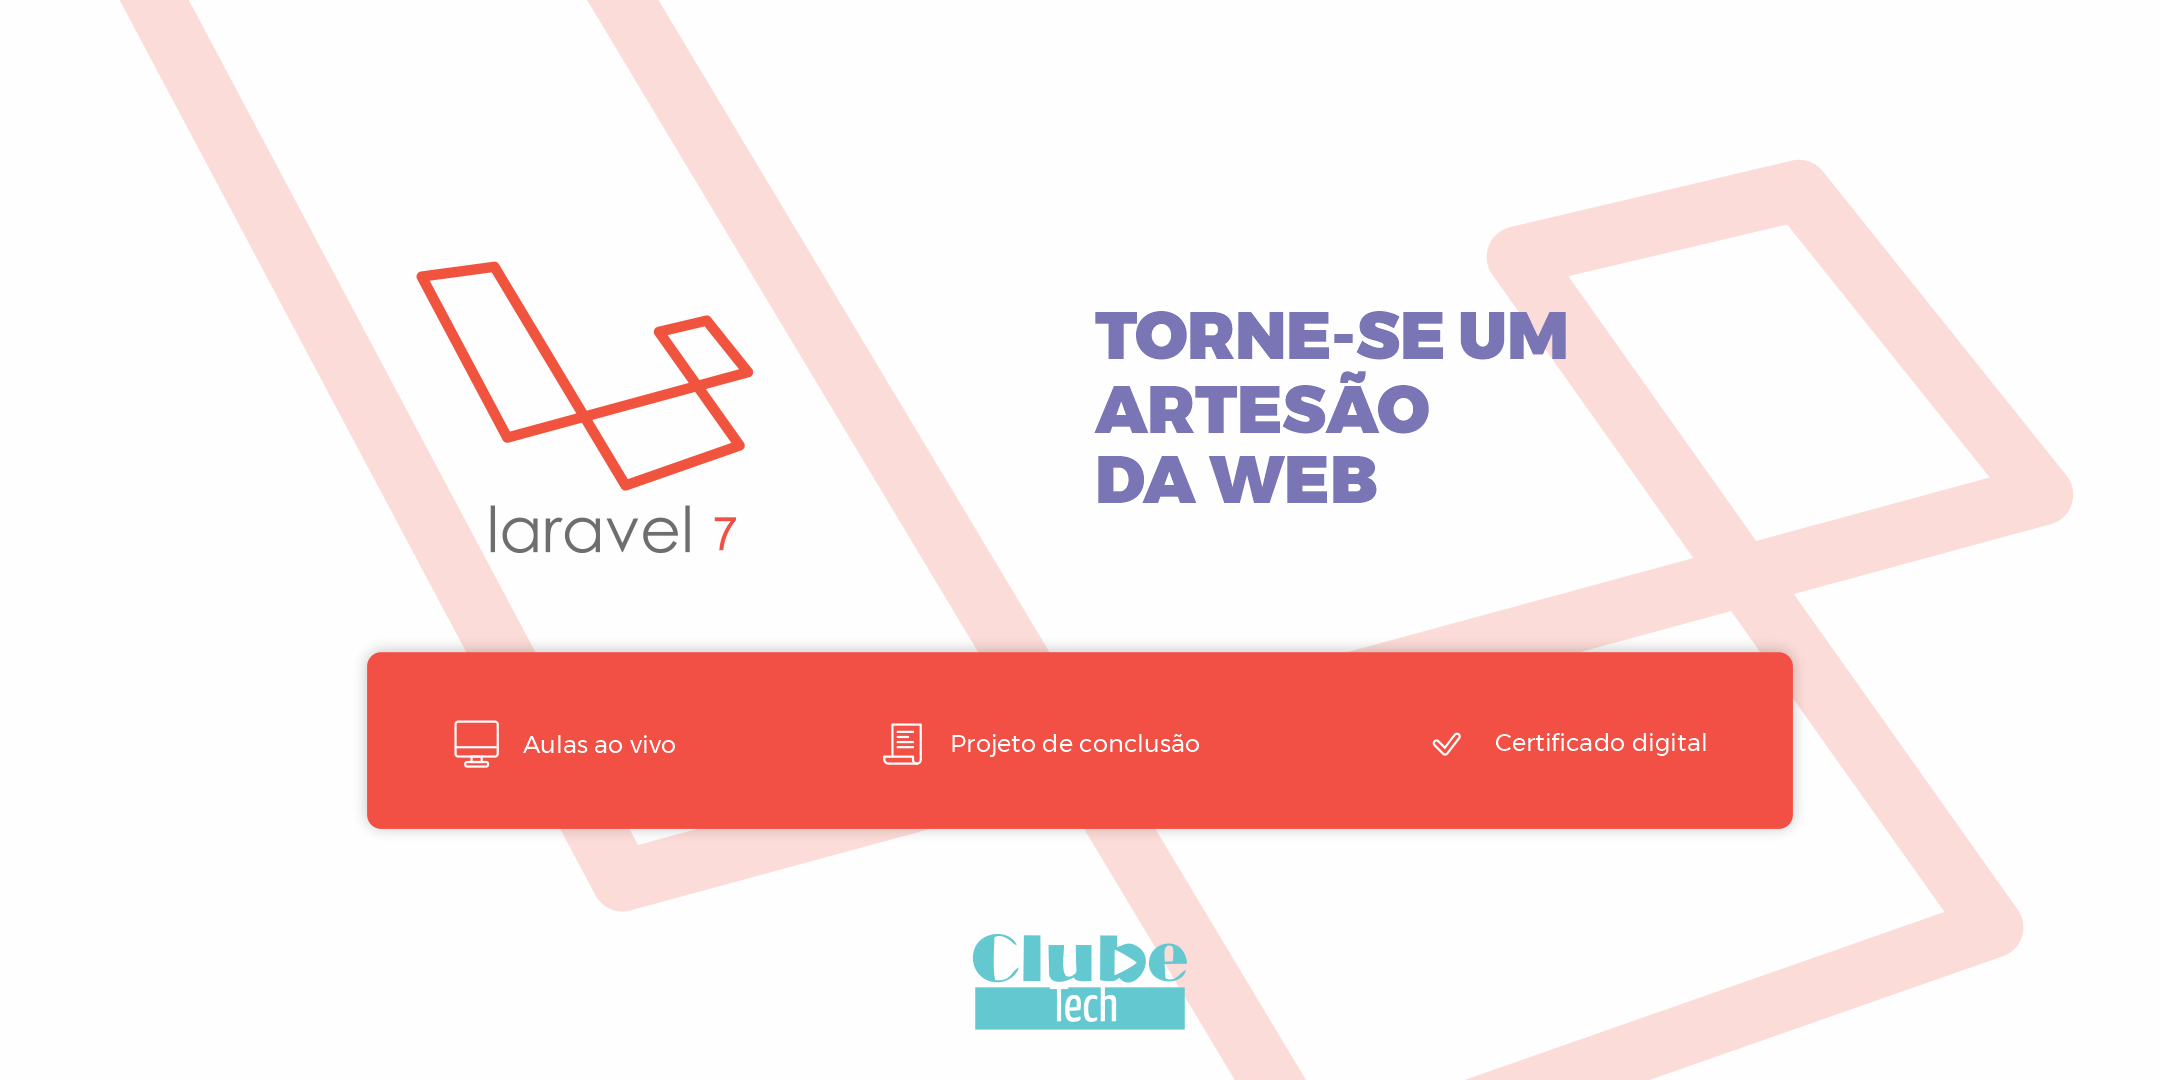 laravel 7
TORNE-SE UM
ARTESÃO
DA WEB
Aulas ao vivo
Projeto de conclusão
Certificado digital
Clube
Tech